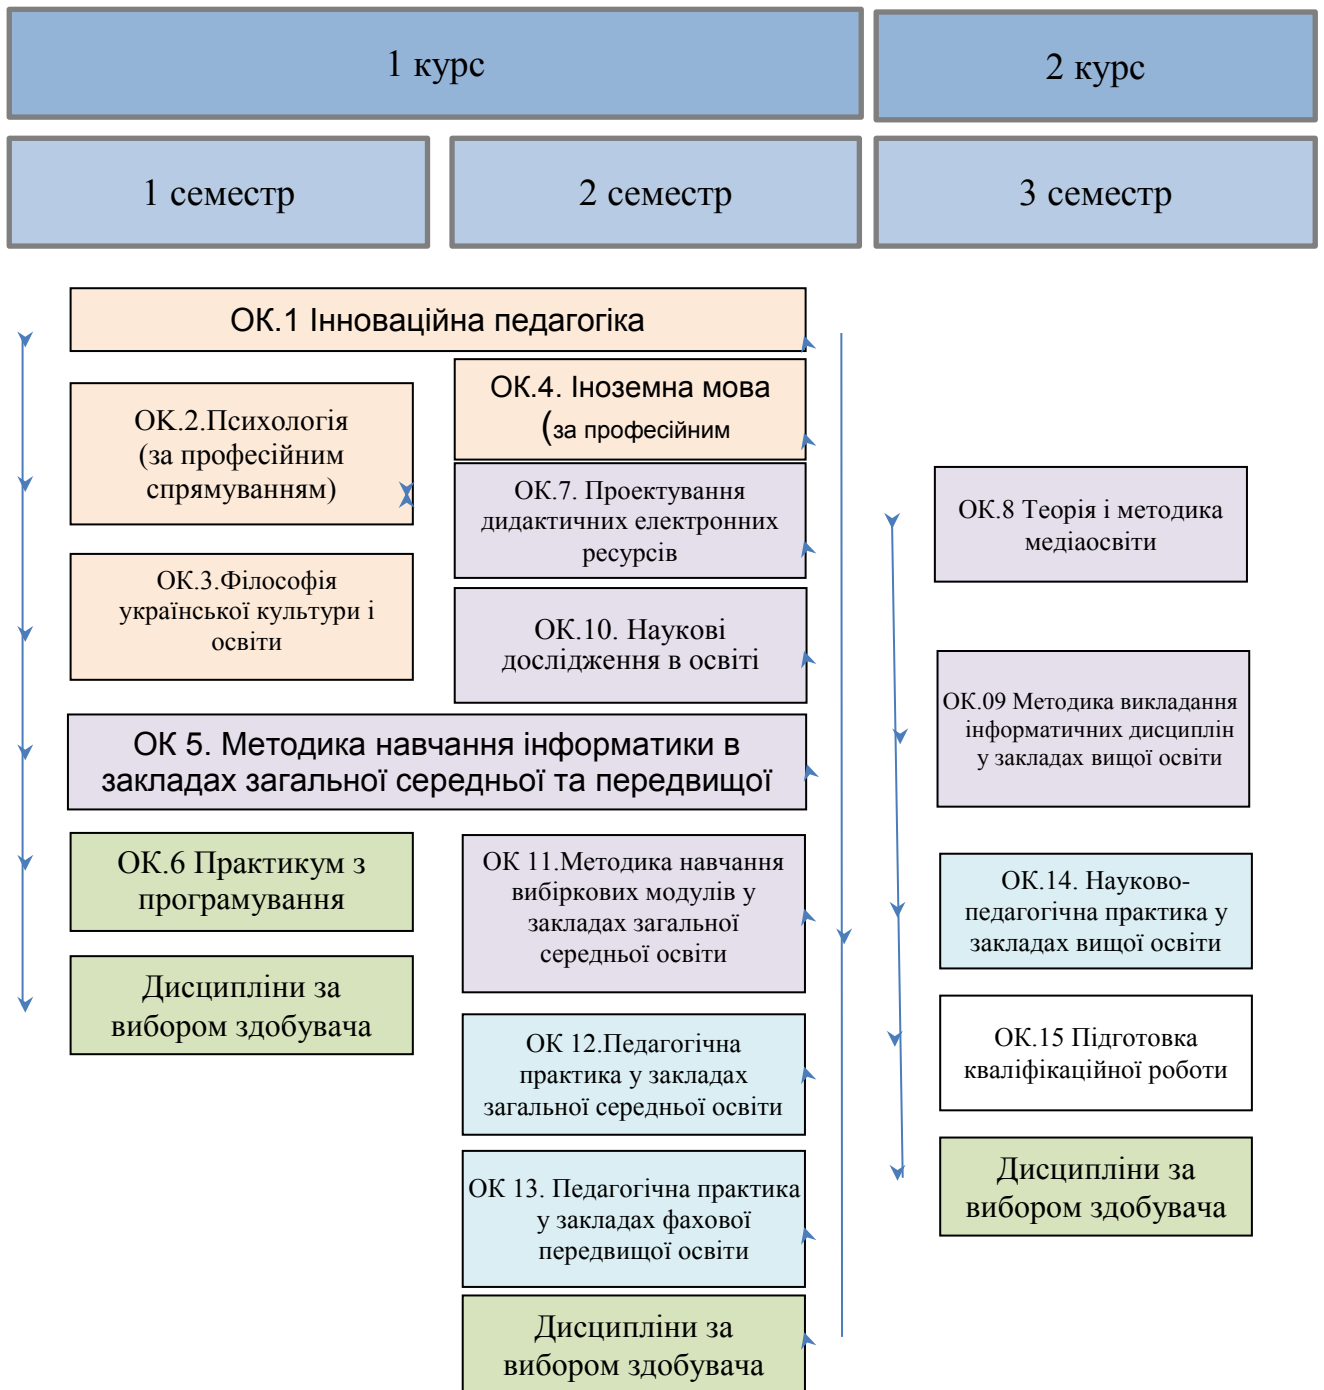 1 курс
2 курс
1 семестр
2 семестр
3 семестр
ОК.1 Інноваційна педагогіка
ОК.2.Психологія
(за професійним
спрямуванням)
ОК.3.Філософія
української культури і
освіти
ОК.4. Іноземна мова
(за професійним
ОК.7. Проектування
дидактичних електронних
ресурсів
ОК.10. Наукові
дослідження в освіті
ОК 5. Методика навчання інформатики в
закладах загальної середньої та передвищої
ОК.6 Практикум з
програмування
Дисципліни за
вибором здобувача
ОК 11.Методика навчання
вибіркових модулів у
закладах загальної
середньої освіти
ОК 12.Педагогічна
практика у закладах
загальної середньої освіти
ОК 13. Педагогічна практика
у закладах фахової
передвищої освіти
Дисципліни за
вибором здобувача
ОК.8 Теорія і методика
медіаосвіти
ОК.09 Методика викладання
інформатичних дисциплін
у закладах вищої освіти
ОК.14. Науково-
педагогічна практика у
закладах вищої освіти
ОК.15 Підготовка
кваліфікаційної роботи
Дисципліни за
вибором здобувача